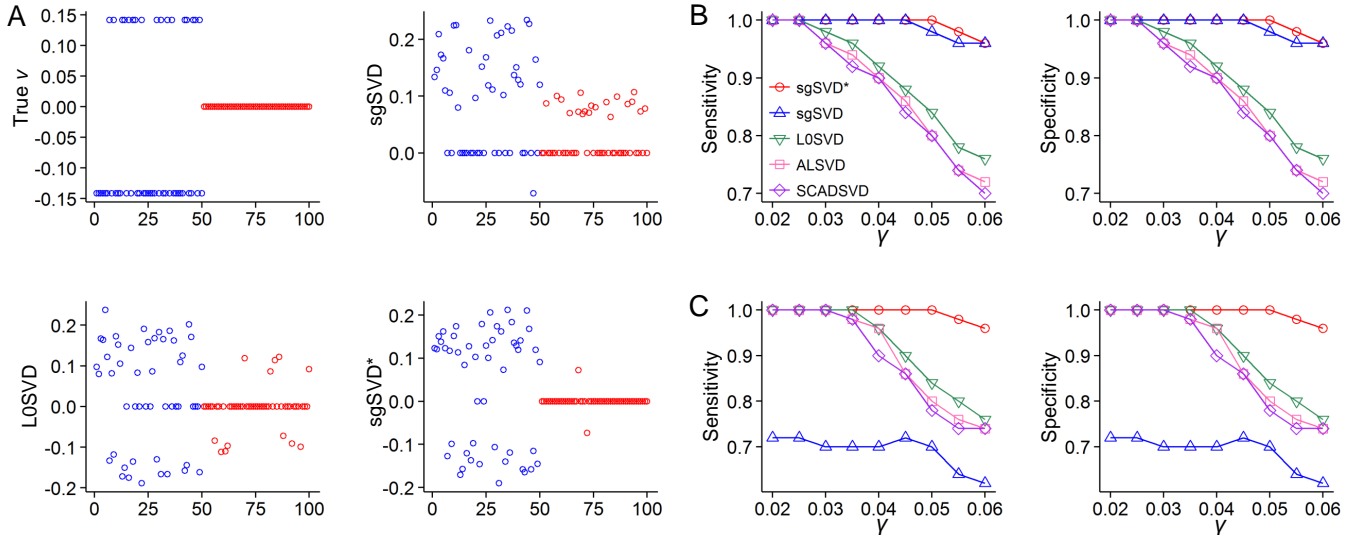 A
True v
0.15
0.10
0.05
0.00
-0.05
-0.10
-0.15
0 25 50 75 100
sgSVD
0.2
0.1
0.0
0 25 50 75 100
L0SVD
0.2
0.1
0.0
-0.1
-0.2
0 25 50 75 100
sgSVD*
0.2
0.1
0.0
-0.1
-0.2
0 25 50 75 100
B
Sensitivity
1.0
0.9
0.8
0.7
sgSVD*
sgSVD
L0SVD
ALSVD
SCADSVD
0.02 0.03 0.04 0.05 0.06
γ
Specificity
1.0
0.9
0.8
0.7
0.02 0.03 0.04 0.05 0.06
γ
C
Sensitivity
1.0
0.9
0.8
0.7
0.02 0.03 0.04 0.05 0.06
γ
Specificity
1.0
0.9
0.8
0.7
0.02 0.03 0.04 0.05 0.06
γ